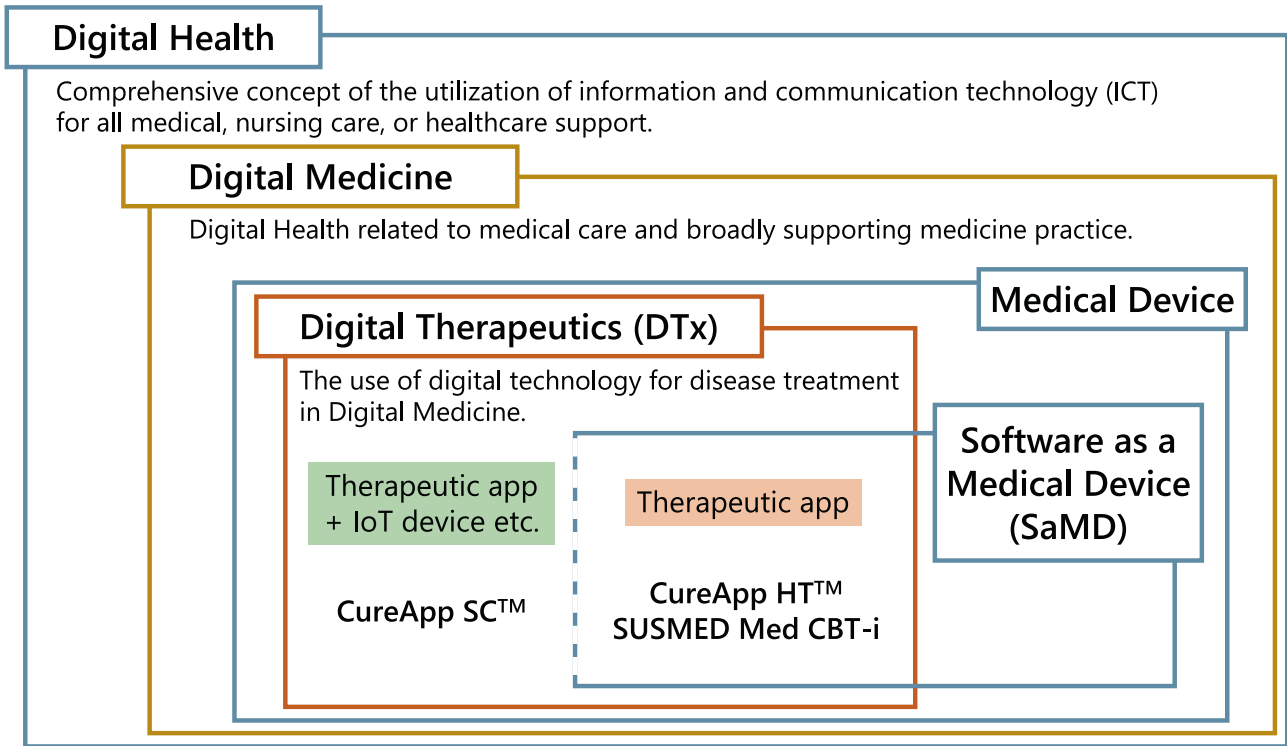 Digital Health
Comprehensive concept of the utilization of information and communication technology (ICT)
for all medical, nursing care, or healthcare support.
Digital Medicine
Digital Health related to medical care and broadly supporting medicine practice.
Medical Device
Digital Therapeutics (DTx)
The use of digital technology for disease treatment
in Digital Medicine.
Software as a
Medical Device
(SaMD)
Therapeutic app
+ IoT device etc.
Therapeutic app
CureApp SC™
CureApp HT™
SUSMED Med CBT-i